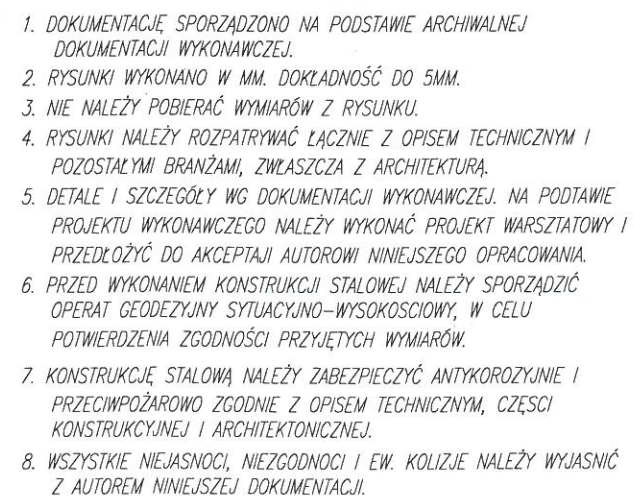 1. DOKUMENTACJĘ SPORZĄDZONO NA PODSTAWIE ARCHIWALNEJ
DOKUMENTACJI WYKONAWCZEJ.
2. RYSUNKI WYKONANO W MM. DOKŁADNOŚĆ DO 5MM.
3. NIE NALEŻY POBIERAĆ WYMIARÓW Z RYSUNKU.
4. RYSUNKI NALEŻY ROZPATRYWAĆ ŁĄCZNIE Z OPISEM TECHNICZNYM I
POZOSTAŁYMI BRANŻAMI, ZWŁASZCZA Z ARCHITEKTURĄ.
5. DETALE I SZCZEGÓŁY WG DOKUMENTACJI WYKONAWCZEJ. NA PODTAWIE
PROJEKTU WYKONAWCZEGO NALEŻY WYKONAĆ PROJEKT WARSZTATOWY I
PRZEDŁOŻYĆ DO AKCEPTAJI AUTOROWI NINIEJSZEGO OPRACOWANIA.
6. PRZED WYKONANIEM KONSTRUKCJI STALOWEJ NALEŻY SPORZĄDZIĆ
OPERAT GEODEZYJNY SYTUACYJNO-WYSOKOSCIOWY, W CELU
POTWIERDZENIA ZGODNOŚCI PRZYJĘTYCH WYMIARÓW.
7. KONSTRUKCJĘ STALOWĄ NALEŻY ZABEZPIECZYĆ ANTYKOROZYJNIE I
PRZECIWPOŻAROWO ZGODNIE Z OPISEM TECHNICZNYM, CZĘSCI
KONSTRUKCYJNEJ I ARCHITEKTONICZNEJ.
8. WSZYSTKIE NIEJASNOCI, NIEZGODNOCI I EW. KOLIZJE NALEŻY WYJASNIĆ
Z AUTOREM NINIEJSZEJ DOKUMENTACJI.